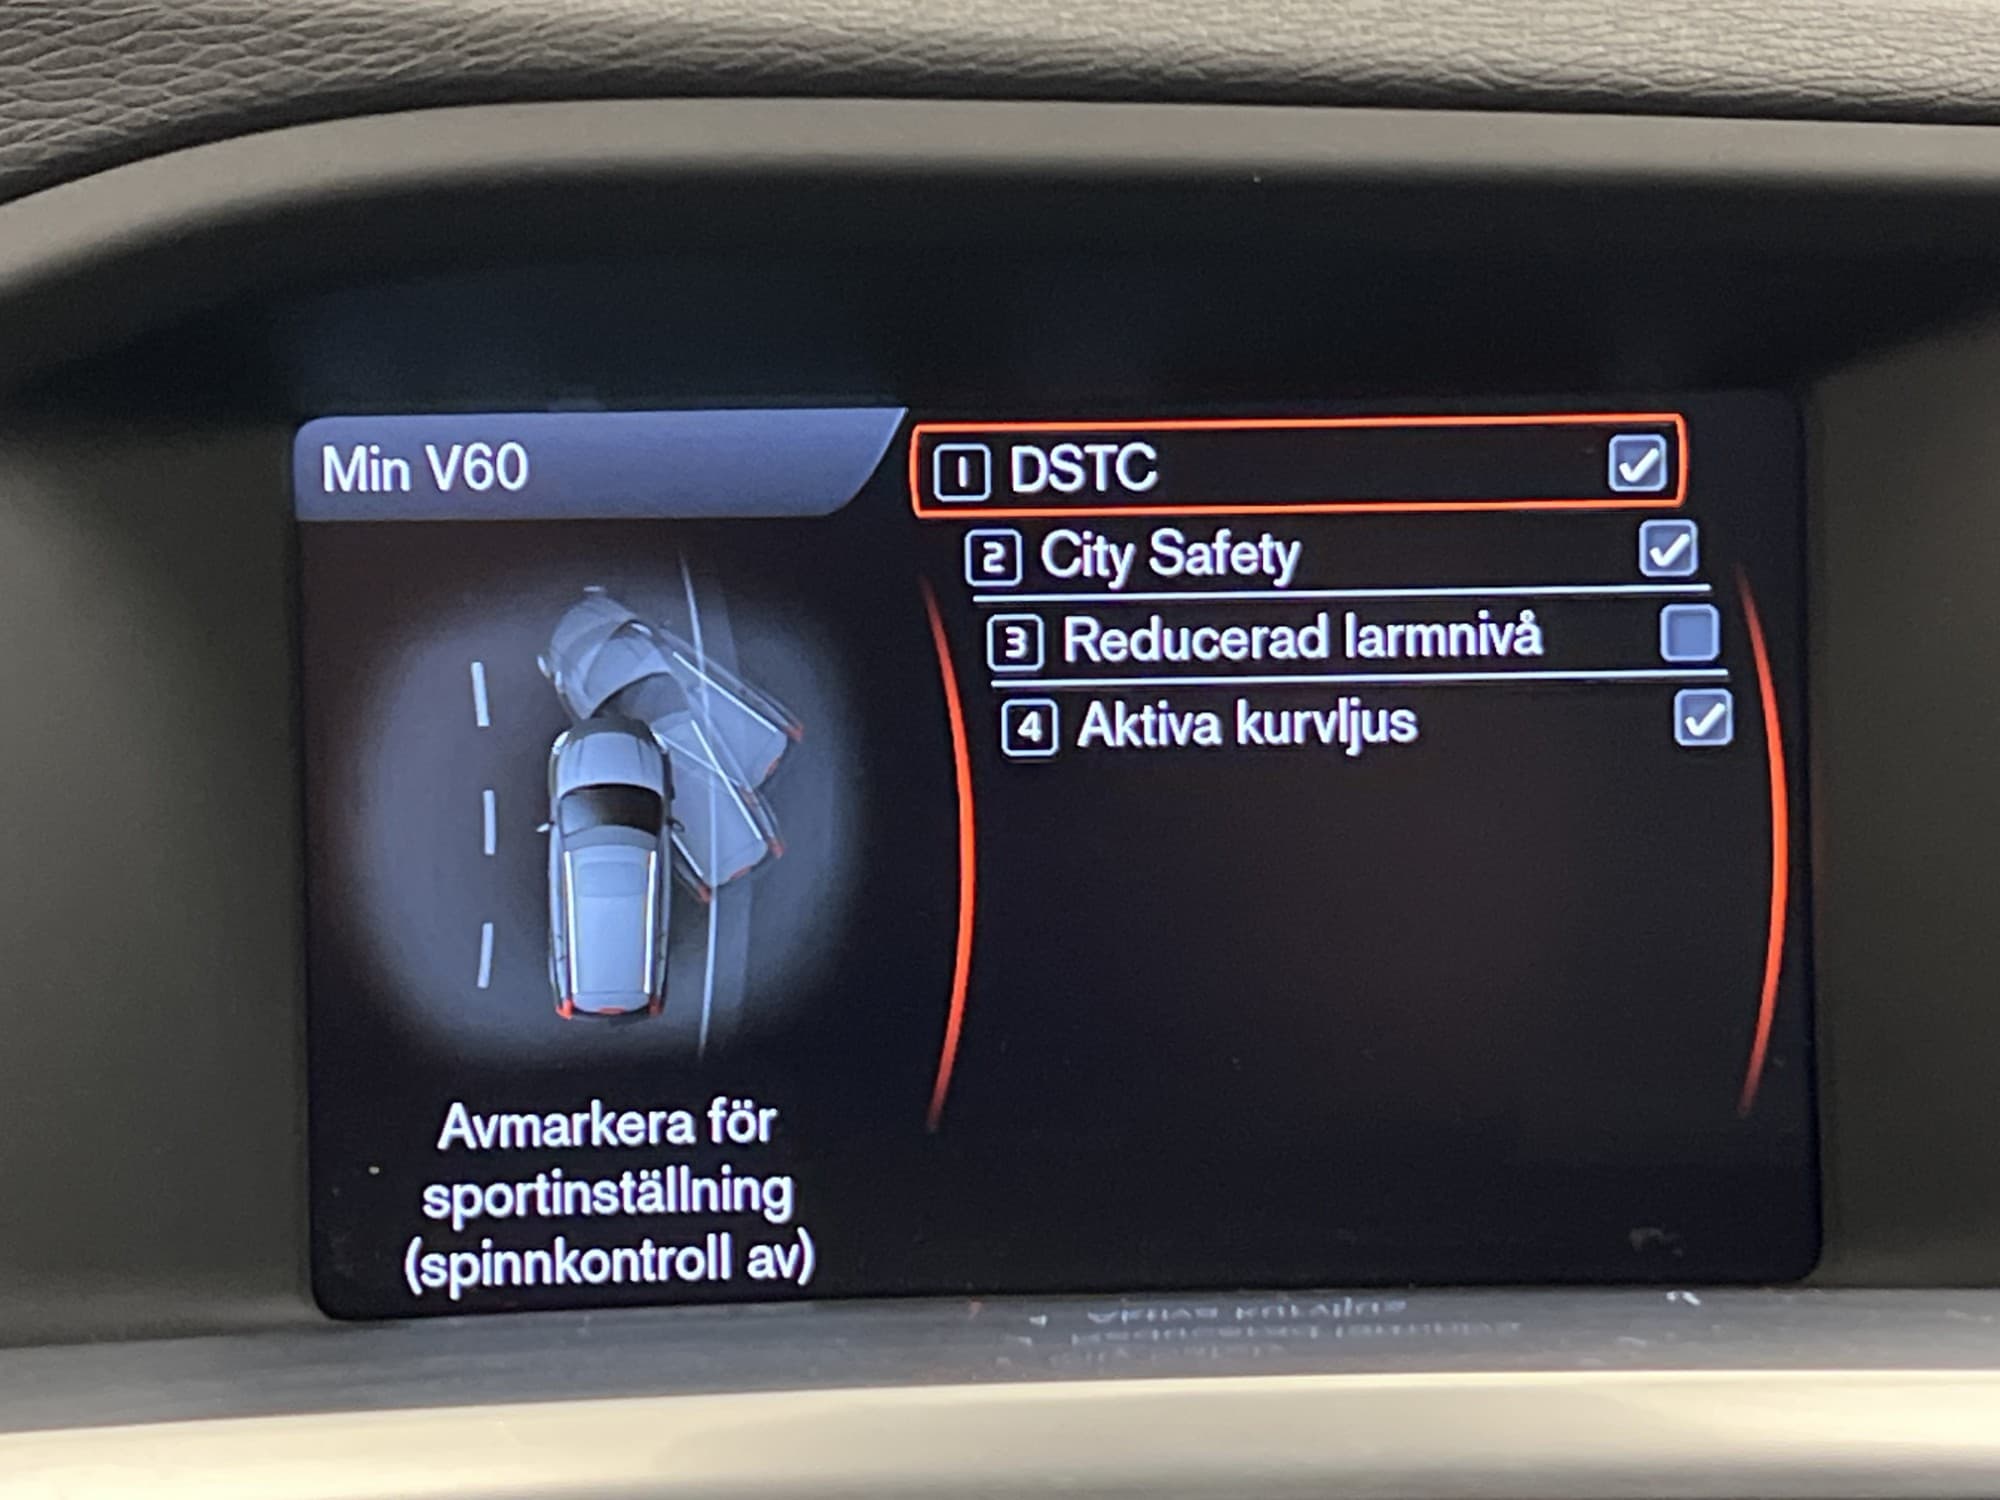 Min V60
1 DSTC
2 City Safety
3 Reducerad larmnivå
4 Aktiva kurvljus
Avmarkera för
sportinställning
(spinnkontroll av)